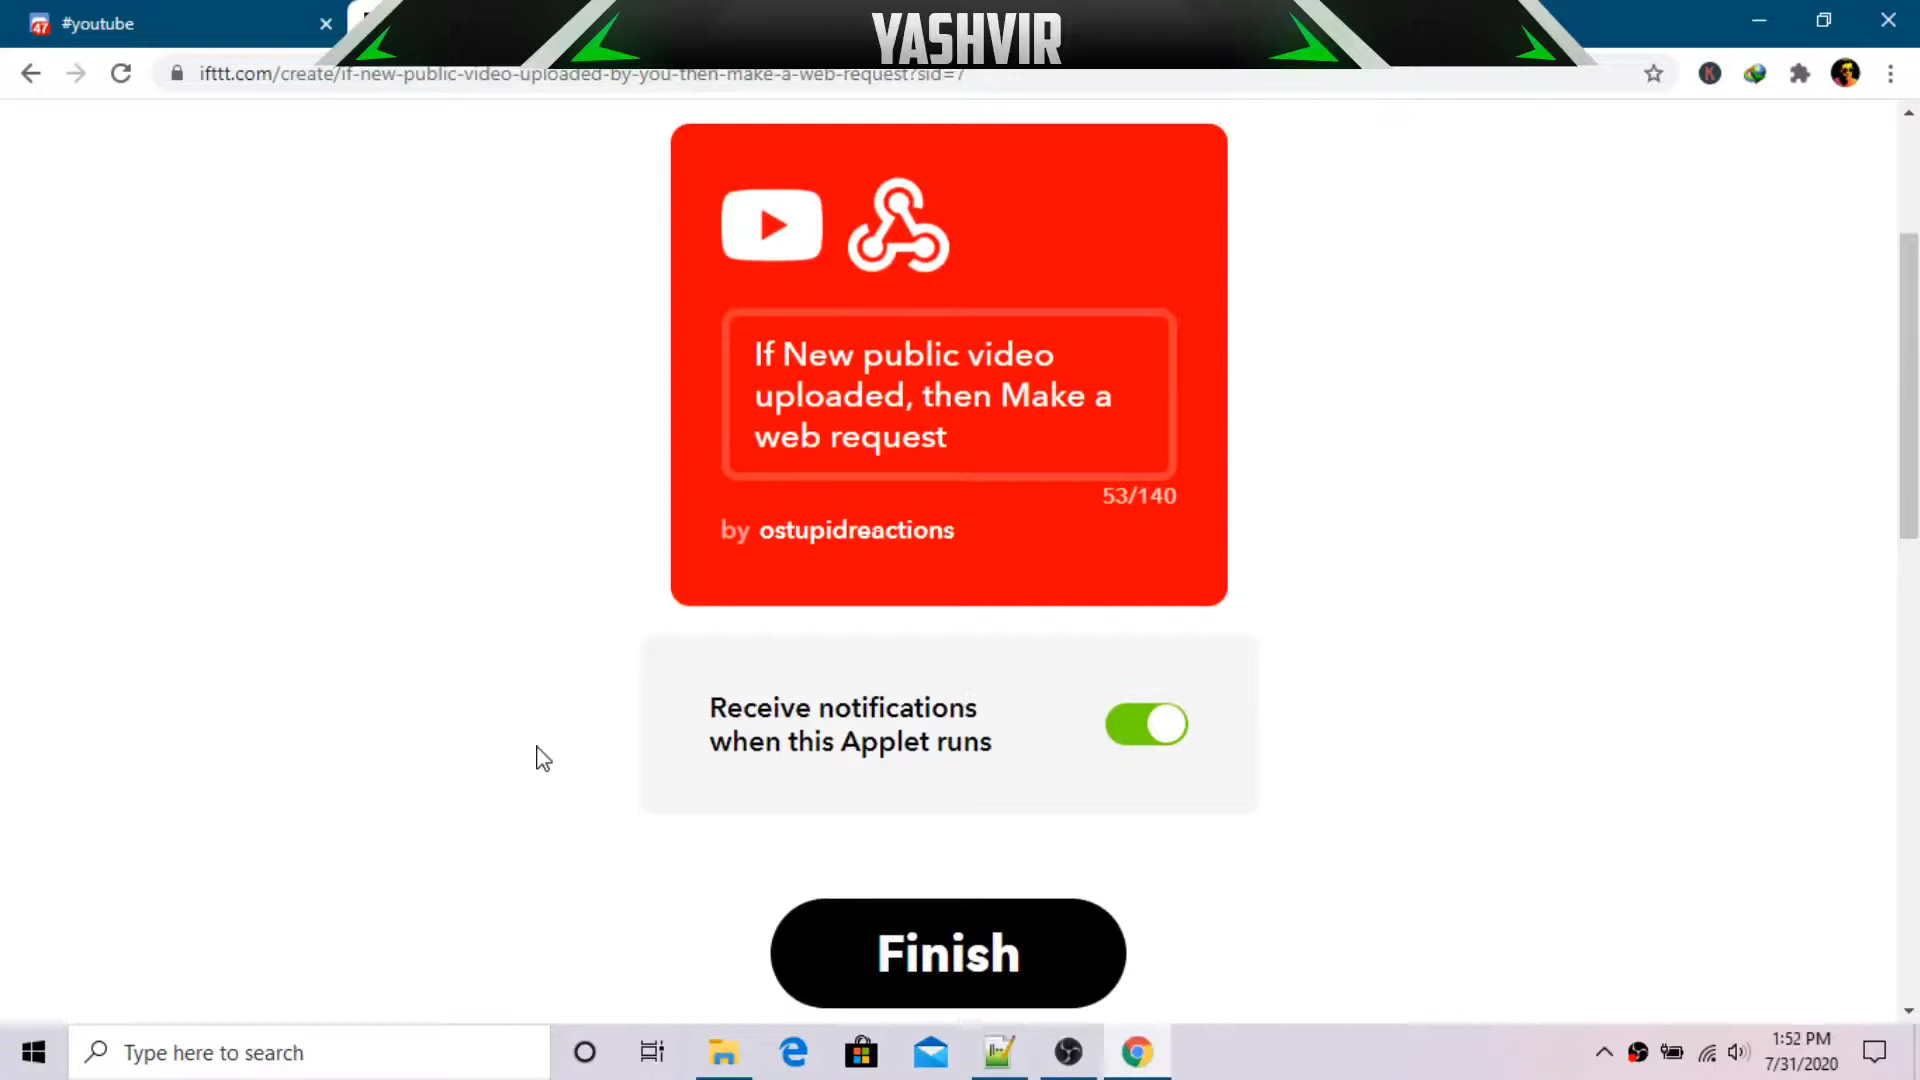 #youtube
YASHVIR
ifttt.com/create/if-new-public-video-uploaded-by-you-then-make-a-web-request?sid=7
If New public video
uploaded, then Make a
web request
53/140
by ostupidreactions
Receive notifications
when this Applet runs
Finish
Type here to search
1:52 PM
7/31/2020